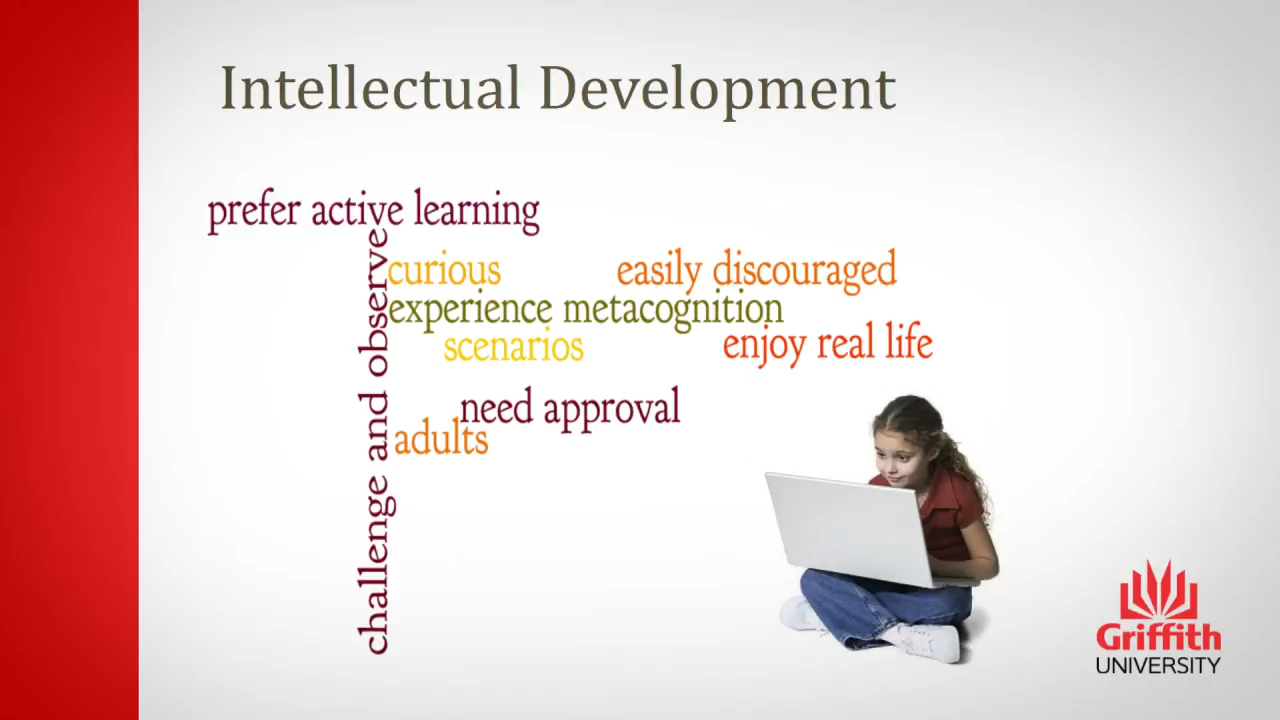 Intellectual Development
prefer active learning
curious
easily discouraged
experience metacognition
scenarios
enjoy real life
need approval
adults
challenge and observe
Griffith
UNIVERSITY